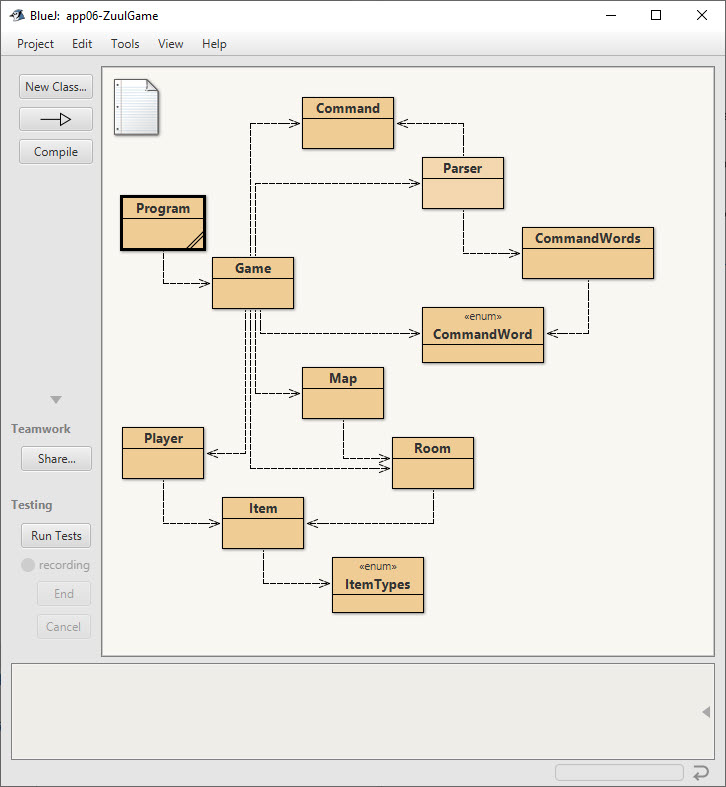 BlueJ: app06-ZuulGame
Project Edit Tools View Help
New Class...
Compile
Command
Parser
Program
CommandWords
Game
«enum»
CommandWord
Map
Teamwork
Player
Room
Share...
Testing
Item
Run Tests
recording
«enum»
ItemTypes
End
Cancel